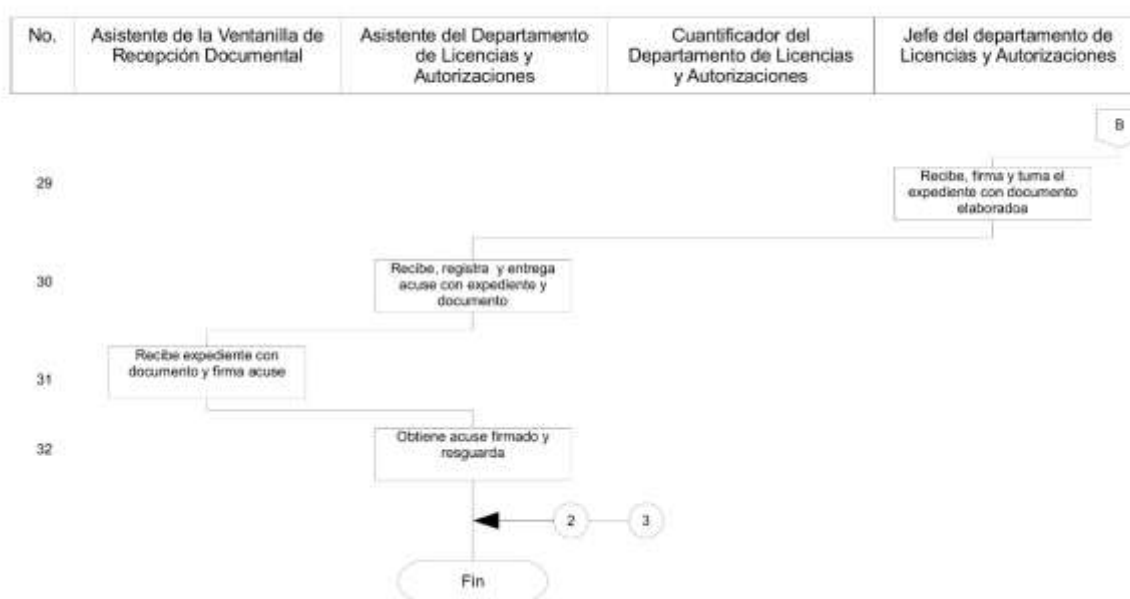 No.
Asistente de la Ventanilla de
Recepción Documental
Asistente del Departamento
de Licencias y
Autorizaciones
Cuantificador del
Departamento de Licencias
y Autorizaciones
Jefe del departamento de
Licencias y Autorizaciones
B
29
Recibe, firma y turna el
expediente con documento
elaboradoa
30
Recibe, registra y entrega
acuse con expediente y
documento
31
Recibe expediente con
documento y firma acuse
32
Obtiene acuse firmado y
resguarda
2
3
Fin